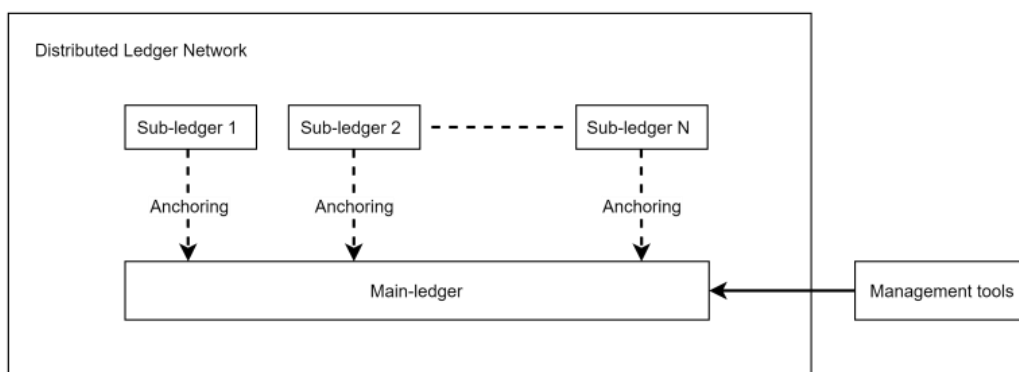 Distributed Ledger Network
Sub-ledger 1
Sub-ledger 2
Sub-ledger N
Anchoring
Anchoring
Anchoring
Main-ledger
Management tools